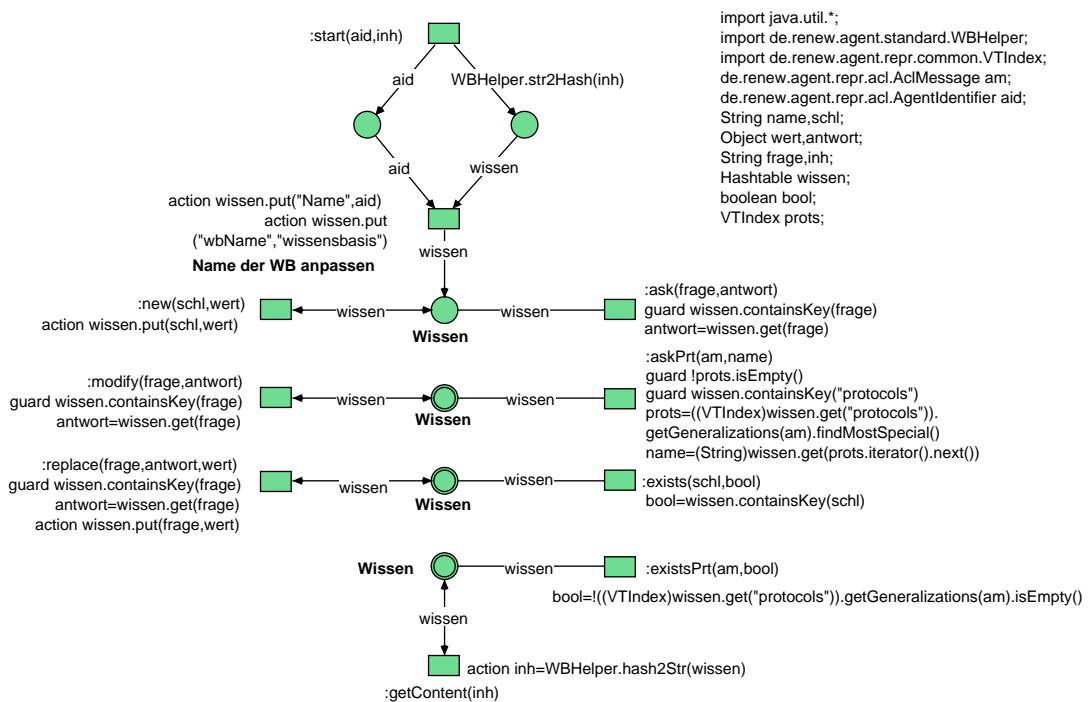 :start(aid,inh)
aid
WBHelper.str2Hash(inh)
import java.util.*;
import de.renew.agent.standard.WBHelper;
import de.renew.agent.repr.common.VTIndex;
de.renew.agent.repr.acl.AclMessage am;
de.renew.agent.repr.acl.AgentIdentifier aid;
String name,schl;
Object wert,antwort;
String frage,inh;
Hashtable wissen;
boolean bool;
VTIndex prots;
aid
wissen
action wissen.put("Name",aid)
action wissen.put
("wbName","wissensbasis")
Name der WB anpassen
wissen
:new(schl,wert)
action wissen.put(schl,wert)
wissen
Wissen
wissen
:ask(frage,antwort)
guard wissen.containsKey(frage)
antwort=wissen.get(frage)
:modify(frage,antwort)
guard wissen.containsKey(frage)
antwort=wissen.get(frage)
wissen
Wissen
wissen
:askPrt(am,name)
guard !prots.isEmpty()
guard wissen.containsKey("protocols")
prots=((VTIndex)wissen.get("protocols")).
getGeneralizations(am).findMostSpecial()
name=(String)wissen.get(prots.iterator().next())
:replace(frage,antwort,wert)
guard wissen.containsKey(frage)
antwort=wissen.get(frage)
action wissen.put(frage,wert)
wissen
Wissen
wissen
:exists(schl,bool)
bool=wissen.containsKey(schl)
Wissen
wissen
:existsPrt(am,bool)
bool=!((VTIndex)wissen.get("protocols")).getGeneralizations(am).isEmpty()
wissen
action inh=WBHelper.hash2Str(wissen)
:getContent(inh)